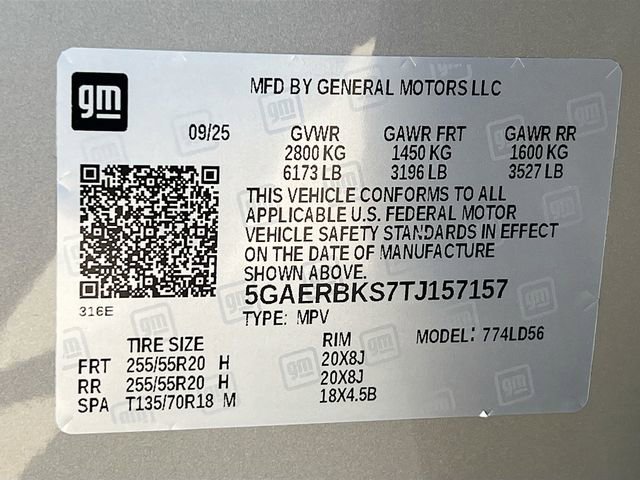 gm
MFD BY GENERAL MOTORS LLC
09/25 GVWR GAWR FRT GAWR RR
2800 KG 1450 KG 1600 KG
6173 LB 3196 LB 3527 LB
THIS VEHICLE CONFORMS TO ALL
APPLICABLE U.S. FEDERAL MOTOR
VEHICLE SAFETY STANDARDS IN EFFECT
ON THE DATE OF MANUFACTURE
SHOWN ABOVE.
5GAERBKS7TJ157157
316E
TYPE: MPV
TIRE SIZE RIM MODEL: 774LD56
FRT 255/55R20 H 20X8J
RR 255/55R20 H 20X8J
SPA T135/70R18 M 18X4.5B